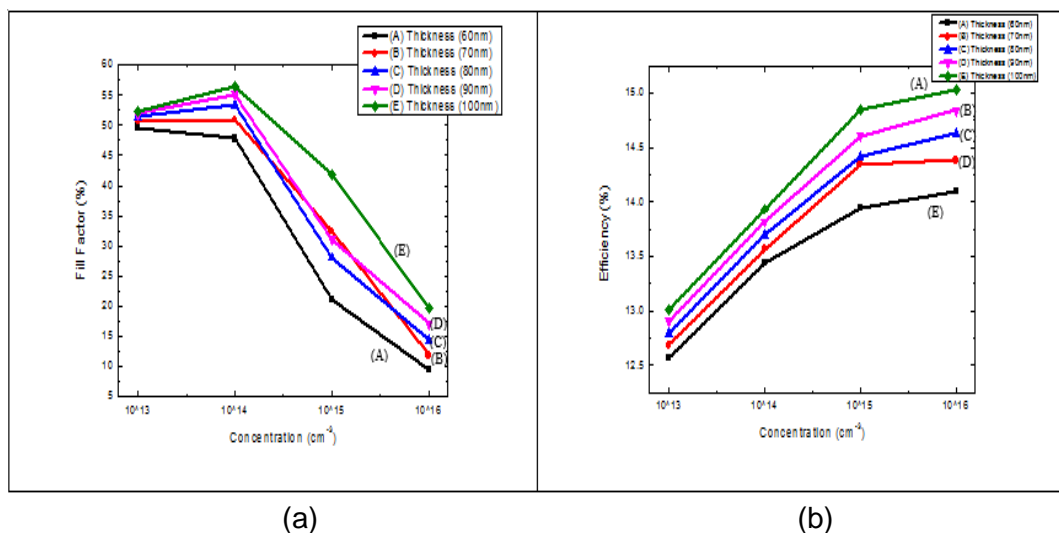 (A) Thickness (60nm)
(B) Thickness (70nm)
(C) Thickness (80nm)
(D) Thickness (90nm)
(E) Thickness (100nm)
60
55
50
45
40
35
30
25
20
15
10
5
Fill Factor (%)
(E)
(A)
(D)
(C)
(B)
10^13
10^14
10^15
10^16
Concentration (cm⁻³)
(a)
(A) Thickness (60nm)
(B) Thickness (70nm)
(C) Thickness (80nm)
(D) Thickness (90nm)
(E) Thickness (100nm)
15.0
14.5
14.0
13.5
13.0
12.5
Efficiency (%)
(A)
(B)
(C)
(D)
(E)
10^13
10^14
10^15
10^16
Concentration (cm⁻³)
(b)